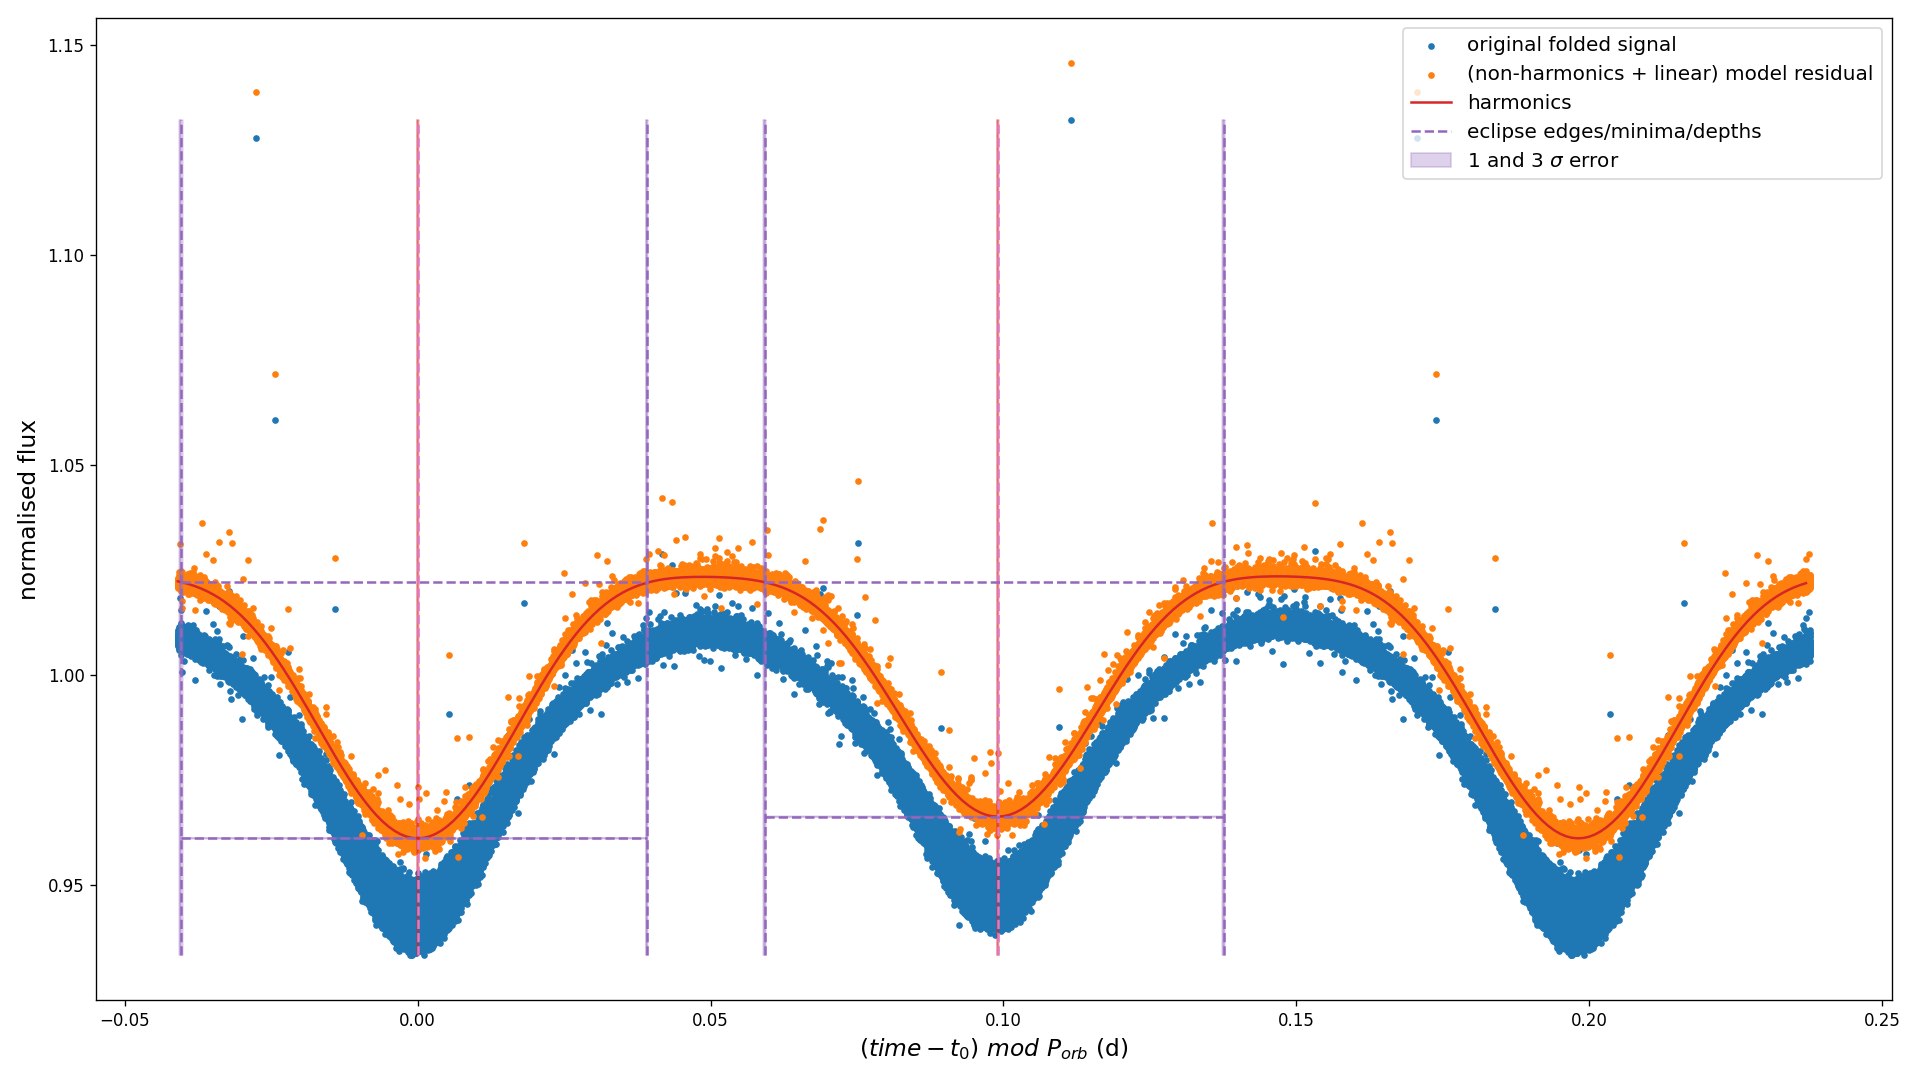 1.15
1.10
1.05
1.00
0.95
normalised flux
−0.05
0.00
0.05
0.10
0.15
0.20
0.25
(time − t₀) mod Pₒᵣb (d)
original folded signal
(non-harmonics + linear) model residual
harmonics
eclipse edges/minima/depths
1 and 3 σ error